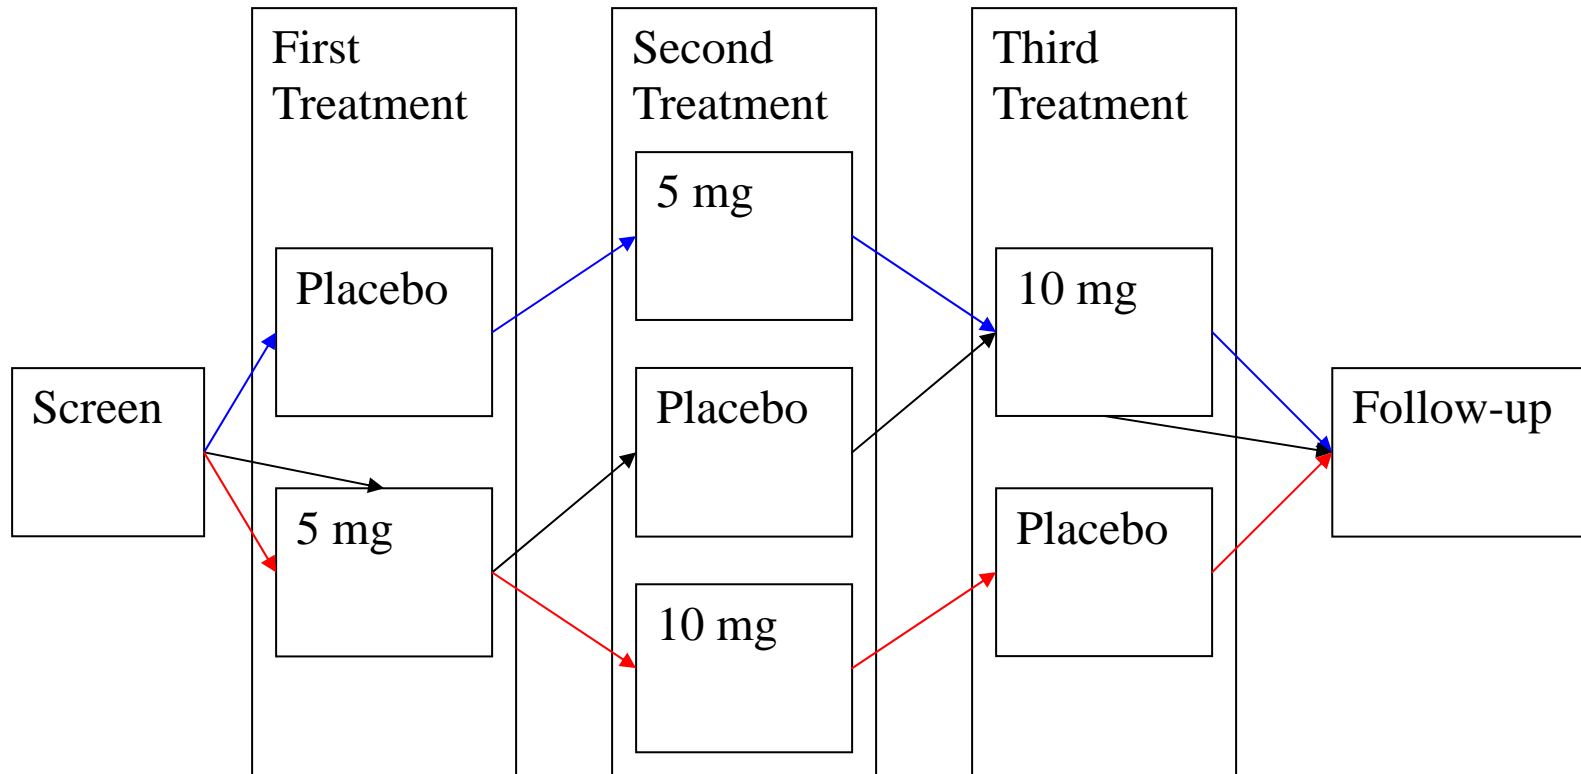 First
Treatment
Second
Treatment
Third
Treatment
Screen
Placebo
5 mg
5 mg
Placebo
10 mg
10 mg
Placebo
Follow-up